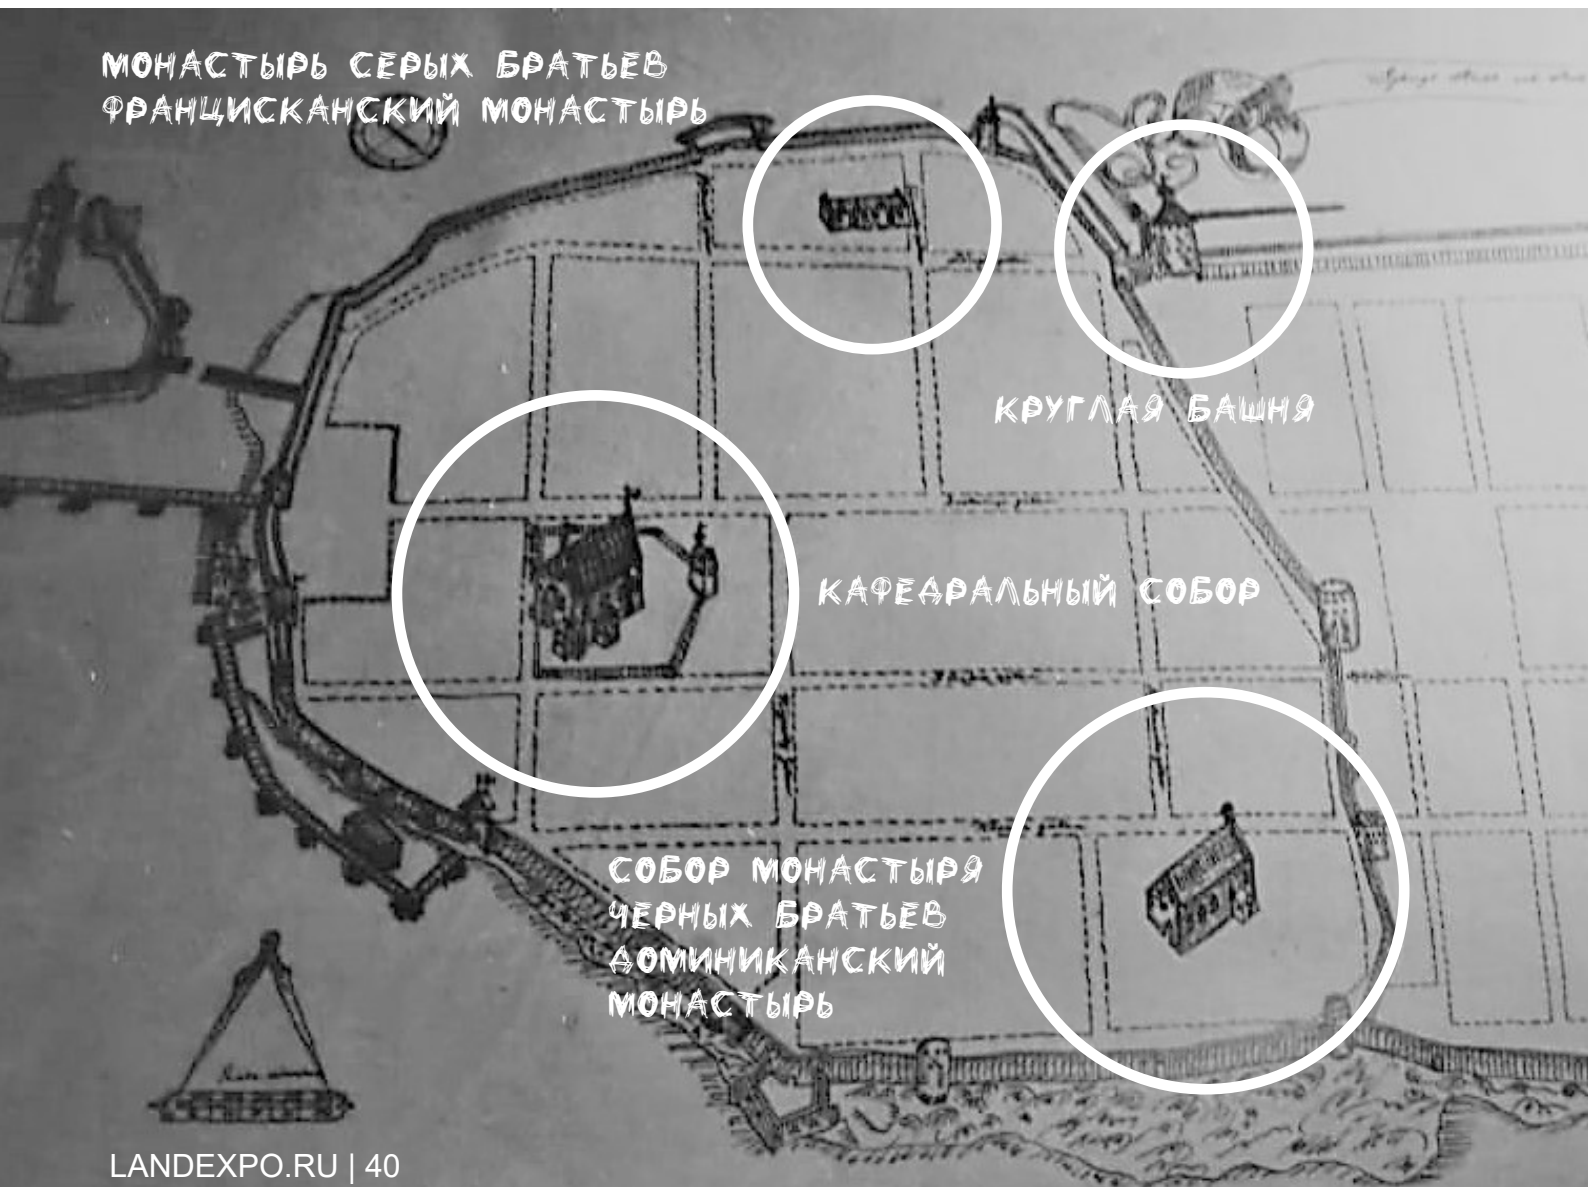 МОНАСТЫРЬ СЕРЫХ БРАТЬЕВ
ФРАНЦИСКАНСКИЙ МОНАСТЫРЬ
КРУГЛАЯ БАШНЯ
КАФЕДРАЛЬНЫЙ СОБОР
СОБОР МОНАСТЫРЯ
ЧЕРНЫХ БРАТЬЕВ
ДОМИНИКАНСКИЙ
МОНАСТЫРЬ
LANDEXPO.RU | 40